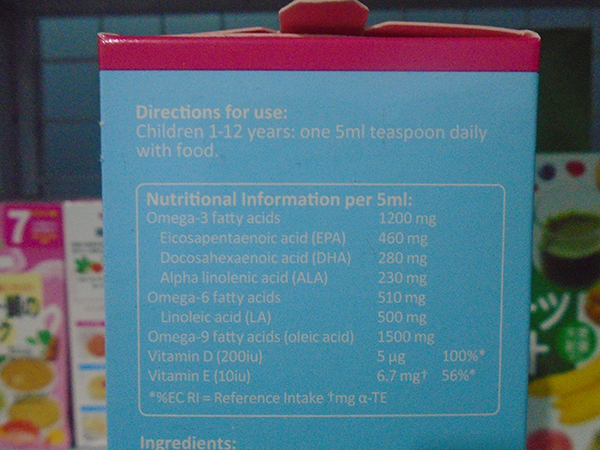 Directions for use:
Children 1-12 years: one 5ml teaspoon daily
with food.
Nutritional Information per 5ml:
Omega-3 fatty acids 1200 mg
Eicosapentaenoic acid (EPA) 460 mg
Docosahexaenoic acid (DHA) 280 mg
Alpha linolenic acid (ALA) 230 mg
Omega-6 fatty acids 510 mg
Linoleic acid (LA) 500 mg
Omega-9 fatty acids (oleic acid) 1500 mg
Vitamin D (200iu) 5 µg 100%*
Vitamin E (10iu) 6.7 mg† 56%*
*%EC RI = Reference Intake †mg α-TE
Ingredients:
7